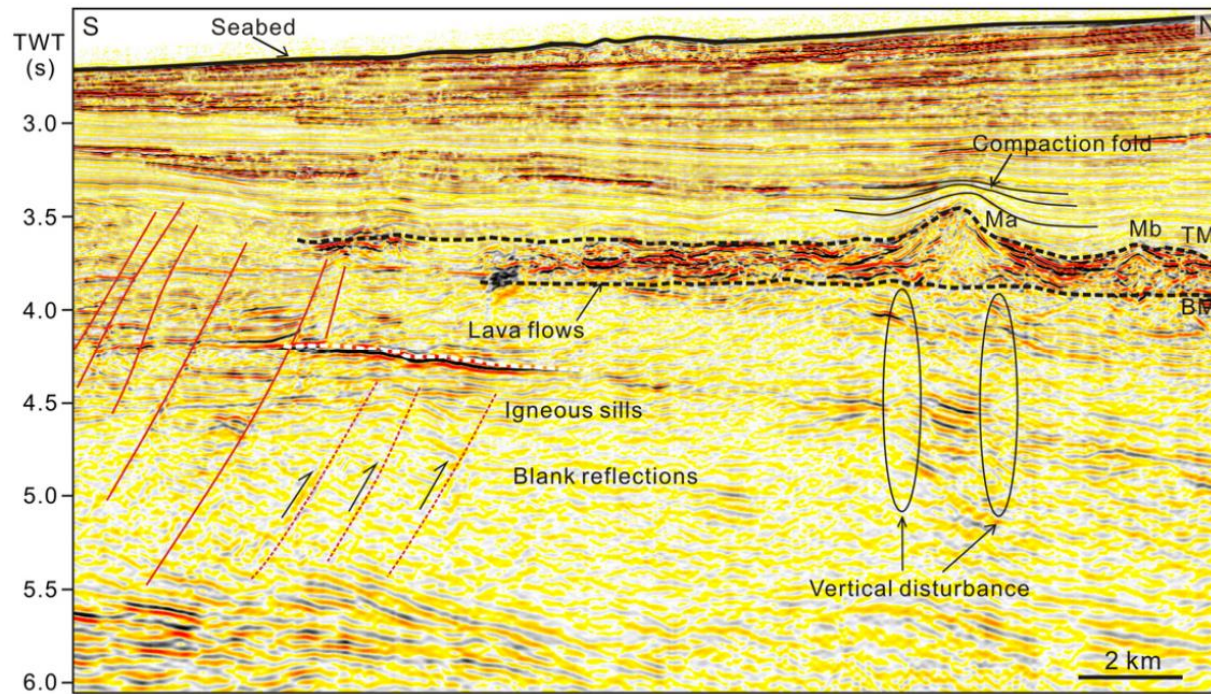 S
Seabed
N
TWT
(s)
3.0
Compaction fold
3.5
Ma
Mb
TM
4.0
BM
Lava flows
4.5
Igneous sills
Blank reflections
5.0
5.5
Vertical disturbance
2 km
6.0